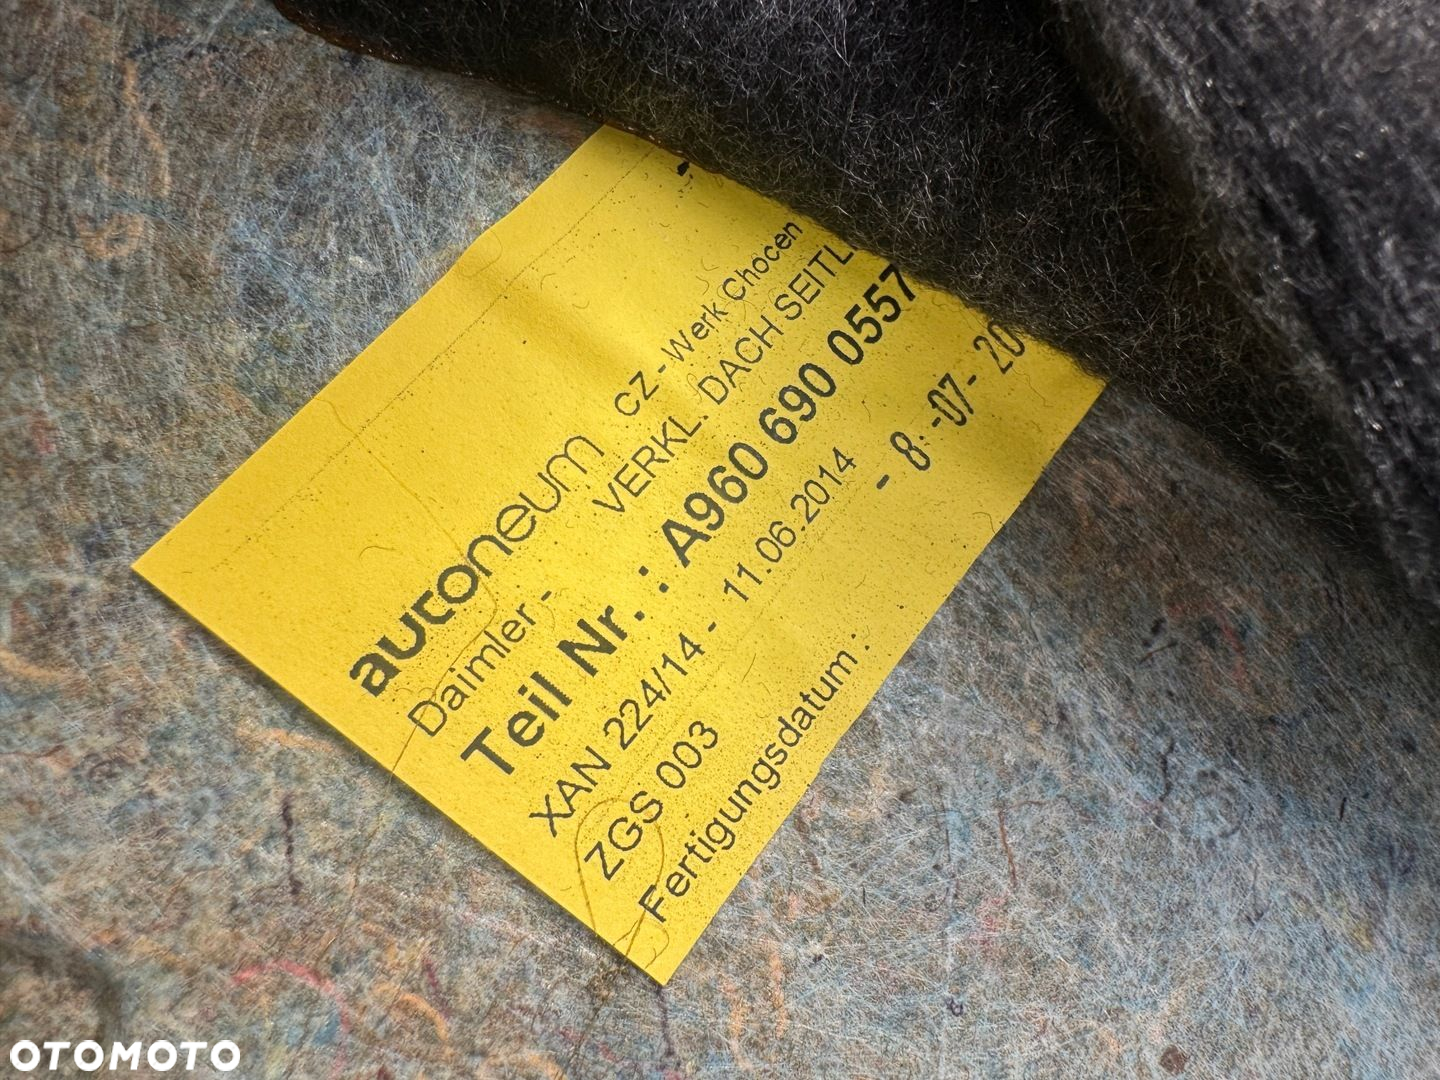 autoneum CZ - Werk Chocen
Daimler - VERKL. DACH SEITL
Teil Nr. : A960 690 0557
XAN 224/14 - 11.06.2014
ZGS 003 - 8.-07- 20
Fertigungsdatum :
OTOMOTO